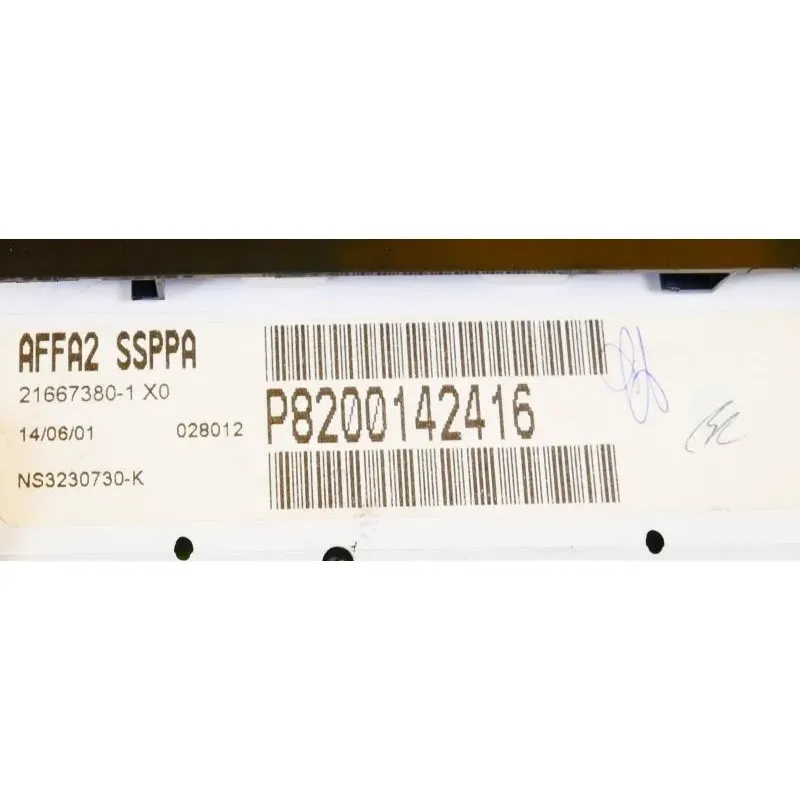 AFFA2 SSPPA
21667380-1 X0
14/06/01 028012
NS3230730-K
P8200142416